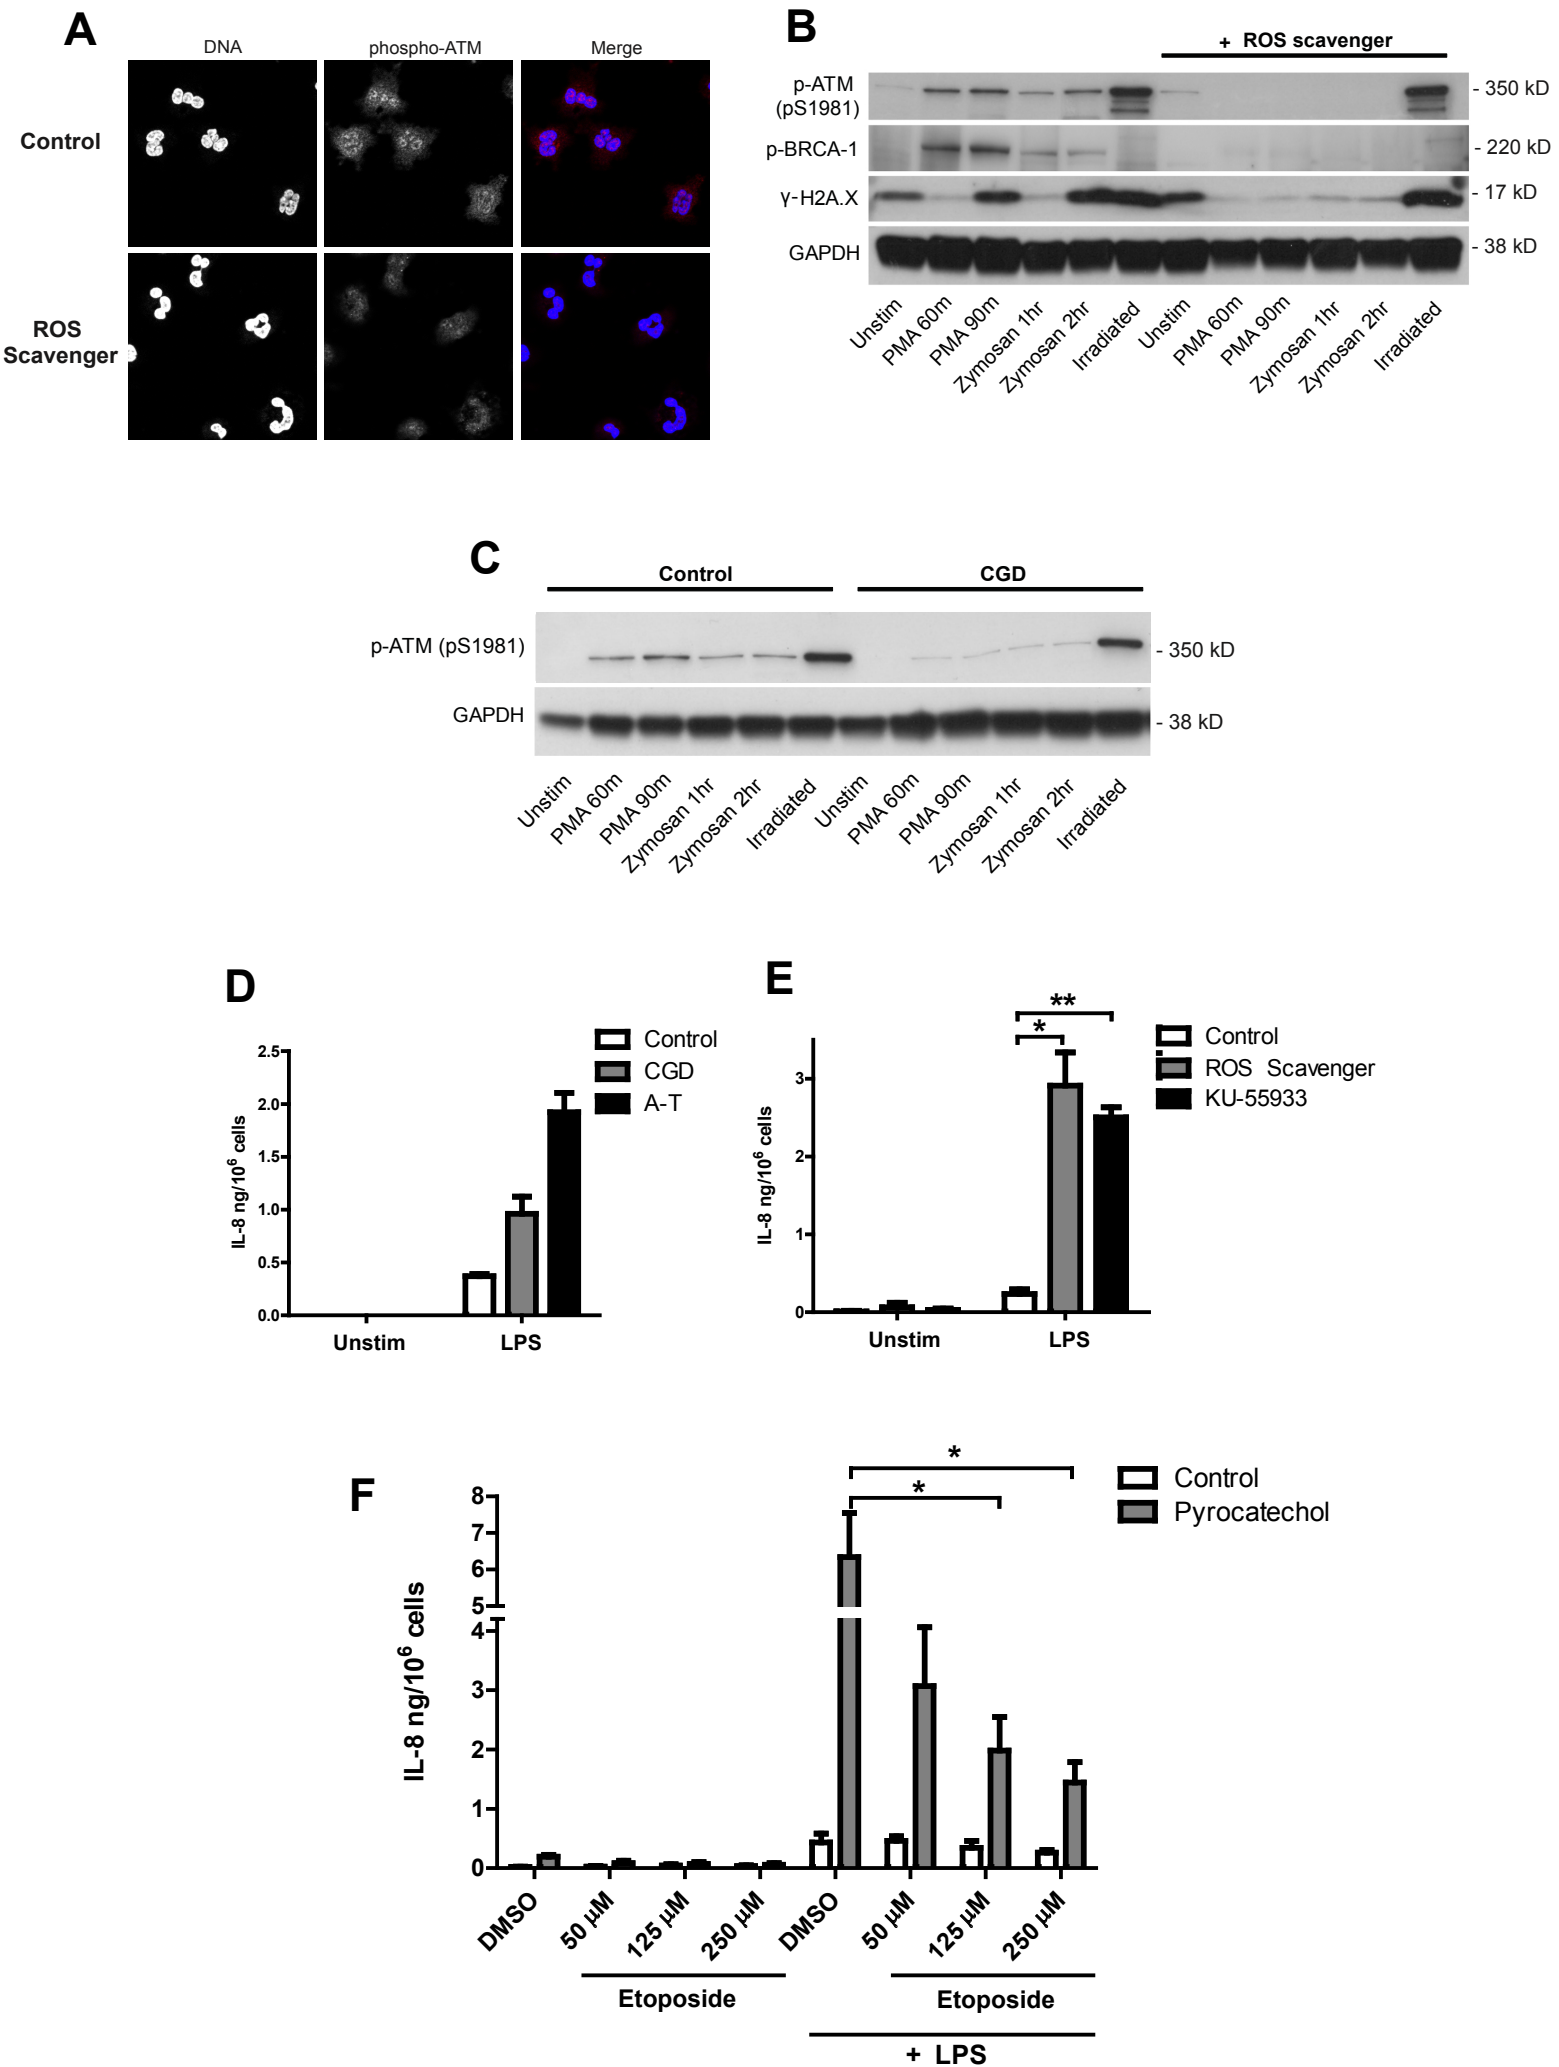 A
DNA phospho-ATM Merge
Control
ROS
Scavenger
B
+ ROS scavenger
p-ATM
(pS1981)
- 350 kD
p-BRCA-1
- 220 kD
γ-H2A.X
- 17 kD
GAPDH
- 38 kD
Unstim PMA 60m PMA 90m Zymosan 1hr Zymosan 2hr Irradiated Unstim PMA 60m PMA 90m Zymosan 1hr Zymosan 2hr Irradiated
C
Control CGD
p-ATM (pS1981)
- 350 kD
GAPDH
- 38 kD
Unstim PMA 60m PMA 90m Zymosan 1hr Zymosan 2hr Irradiated Unstim PMA 60m PMA 90m Zymosan 1hr Zymosan 2hr Irradiated
D
IL-8 ng/10⁶ cells
2.5
2.0
1.5
1.0
0.5
0.0
Unstim LPS
Control
CGD
A-T
E
IL-8 ng/10⁶ cells
3
2
1
0
**
*
Unstim LPS
Control
ROS Scavenger
KU-55933
F
IL-8 ng/10⁶ cells
8
7
6
5
4
3
2
1
0
*
*
Control
Pyrocatechol
DMSO 50 µM 125 µM 250 µM DMSO 50 µM 125 µM 250 µM
Etoposide Etoposide
+ LPS